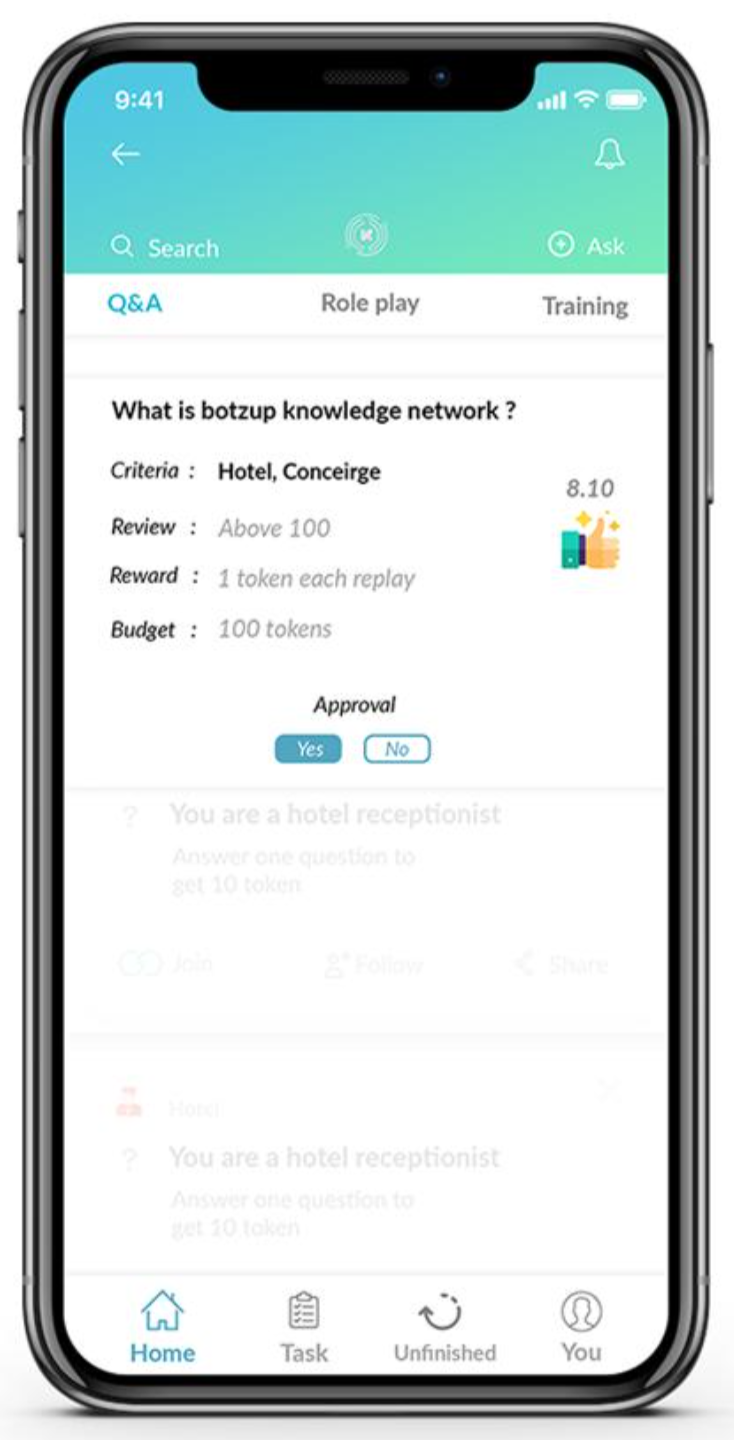 9:41
Search
Ask
Q&A Role play Training
What is botzup knowledge network ?
Criteria : Hotel, Conceirge
8.10
Review : Above 100
Reward : 1 token each replay
Budget : 100 tokens
Approval
Yes No
? You are a hotel receptionist
Answer one question to
get 10 token
Join Follow Share
Hotel
? You are a hotel receptionist
Answer one question to
get 10 token
Home Task Unfinished You